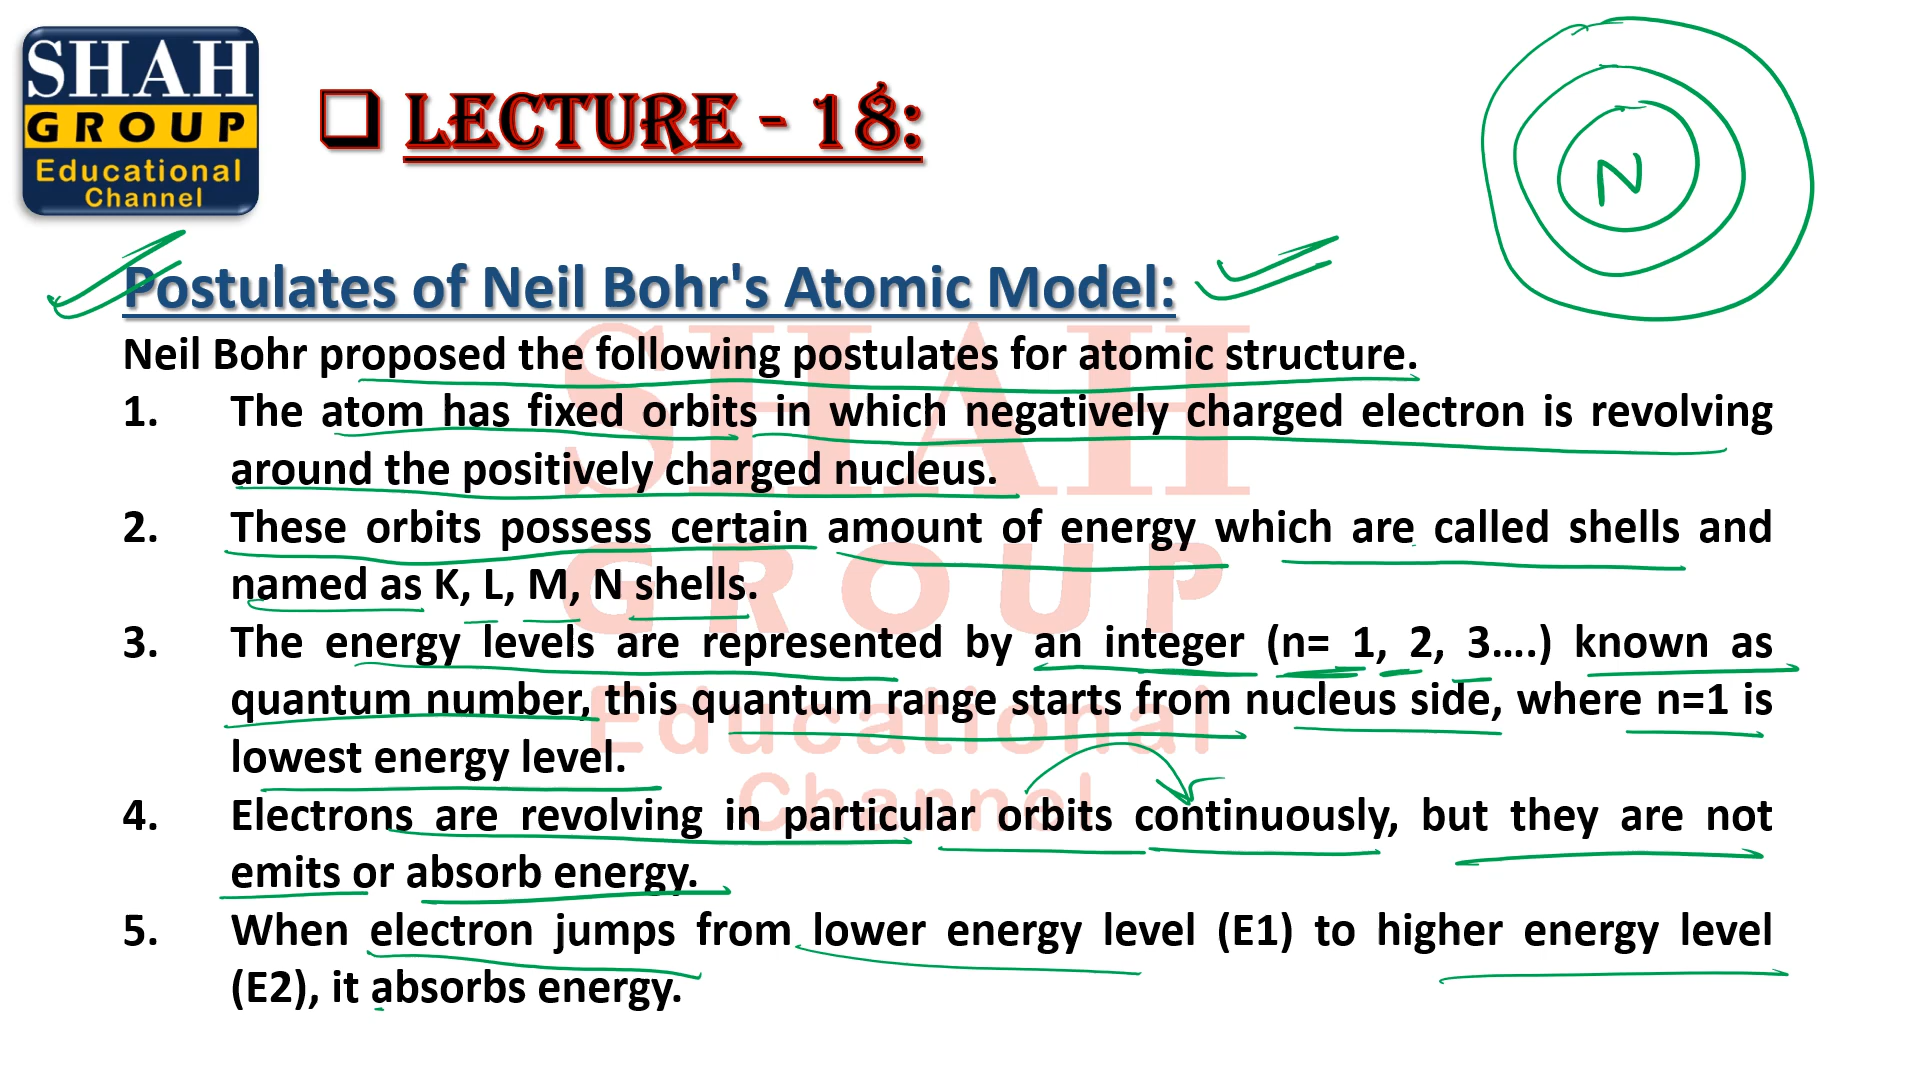 SHAH
GROUP
Educational
Channel
❑ LECTURE - 18:
N
Postulates of Neil Bohr's Atomic Model:
Neil Bohr proposed the following postulates for atomic structure.
1. The atom has fixed orbits in which negatively charged electron is revolving
around the positively charged nucleus.
2. These orbits possess certain amount of energy which are called shells and
named as K, L, M, N shells.
3. The energy levels are represented by an integer (n= 1, 2, 3....) known as
quantum number, this quantum range starts from nucleus side, where n=1 is
lowest energy level.
4. Electrons are revolving in particular orbits continuously, but they are not
emits or absorb energy.
5. When electron jumps from lower energy level (E1) to higher energy level
(E2), it absorbs energy.
SHAH
GROUP
Educational
Channel